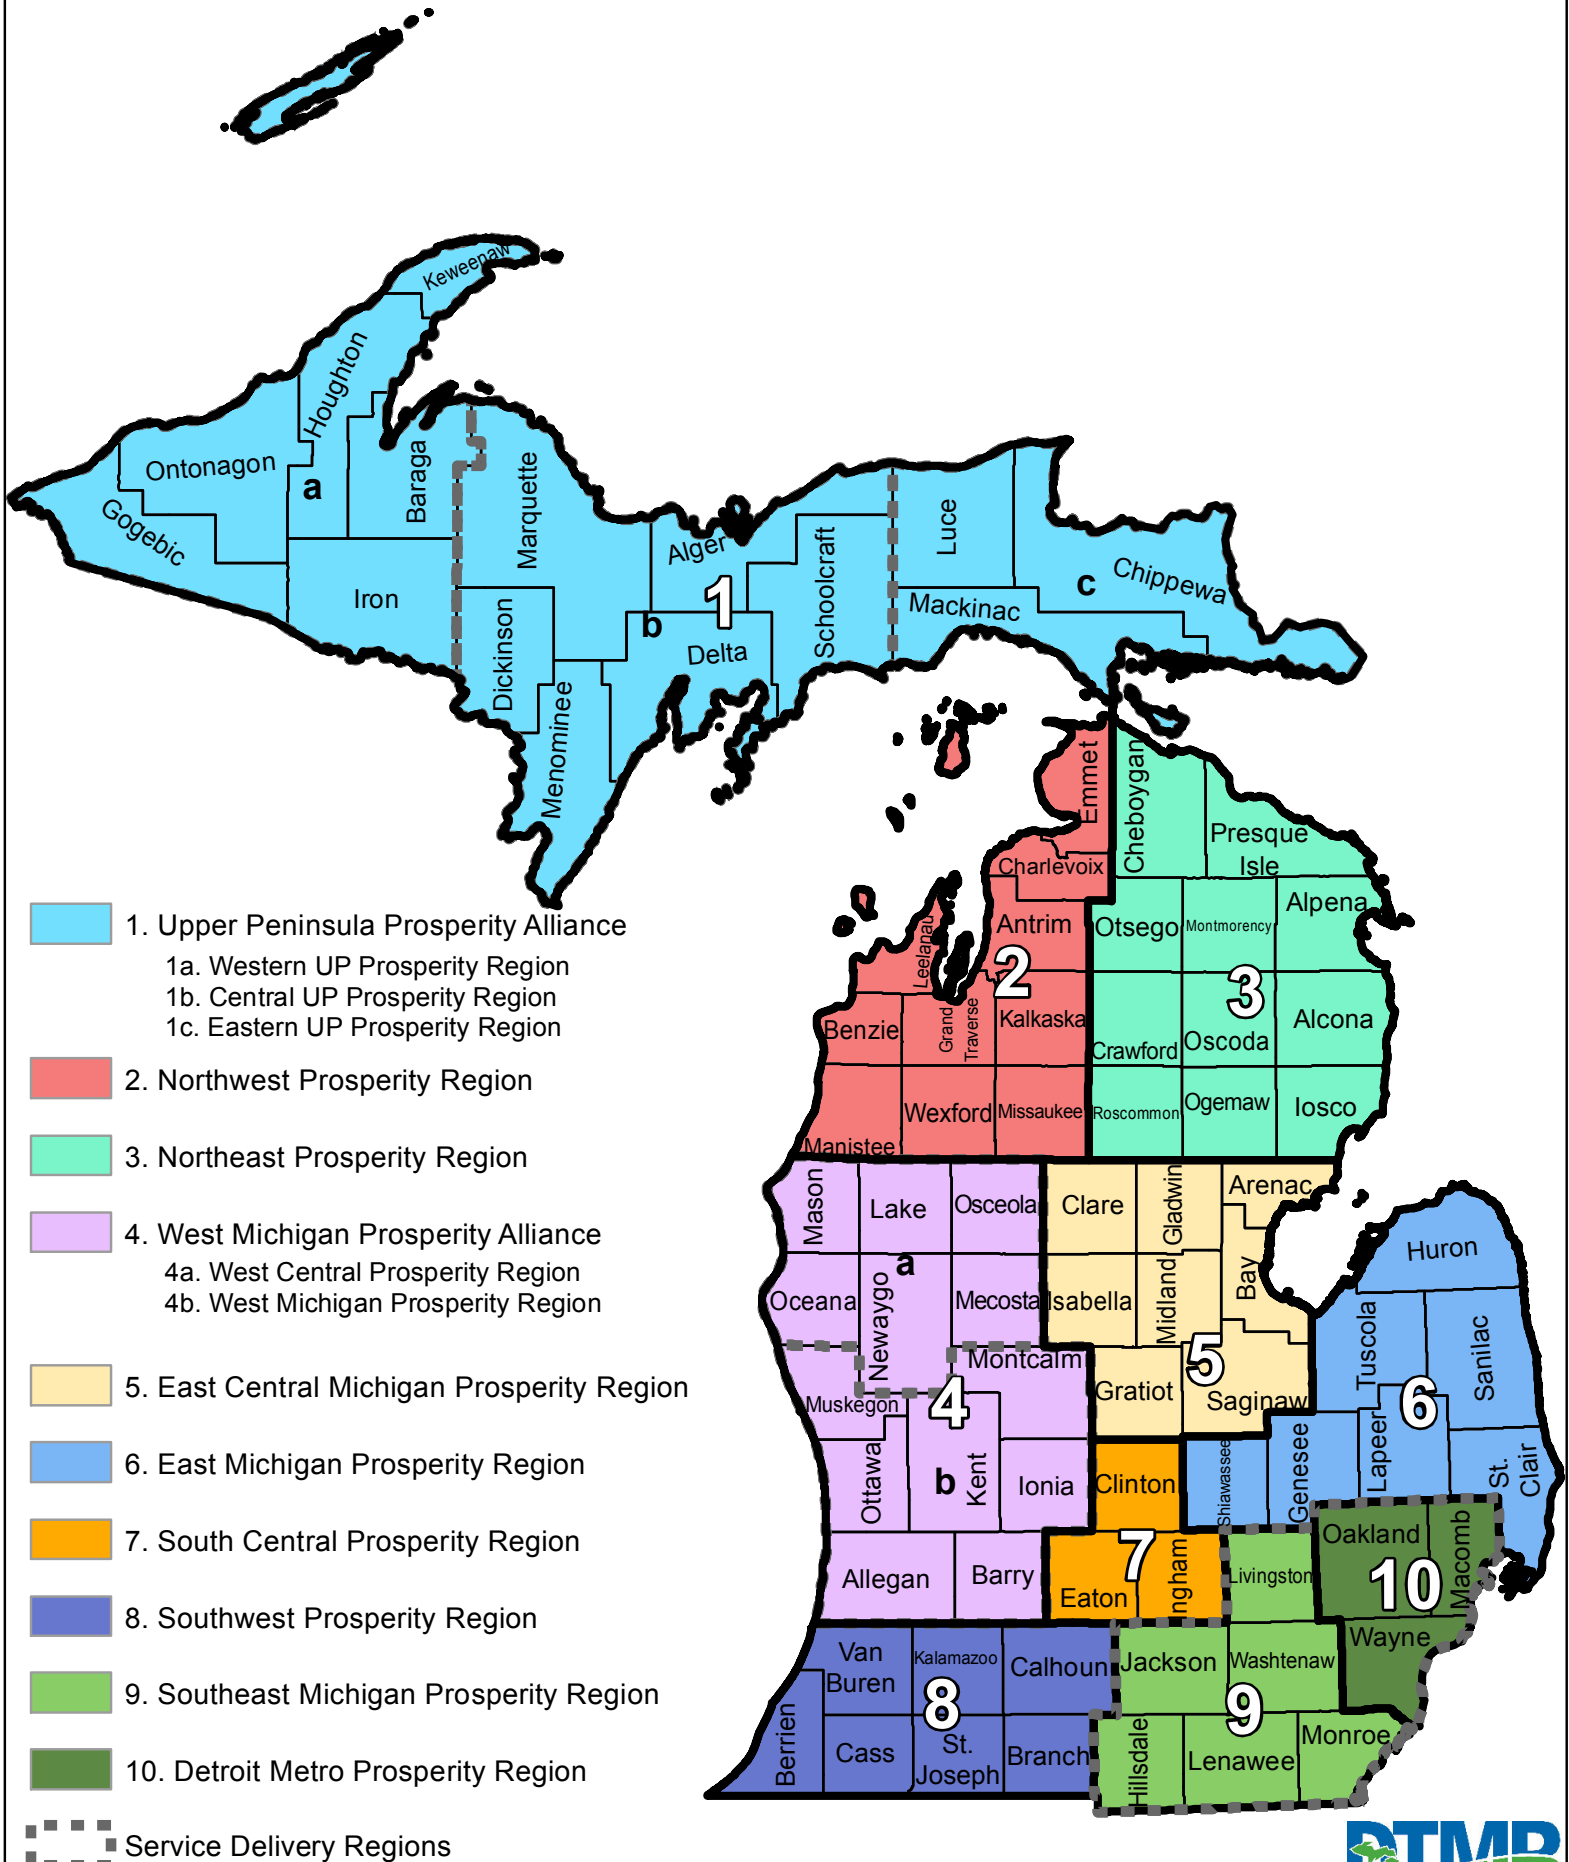 Keweenaw
Houghton
Ontonagon
a
Baraga
Marquette
Gogebic
Iron
Luce
Alger
Schoolcraft
1
c
Chippewa
Mackinac
b
Dickinson
Delta
Menominee
Emmet
Cheboygan
Presque
Isle
Charlevoix
Alpena
Antrim
Otsego
Montmorency
Leelanau
2
3
Benzie
Grand
Traverse
Kalkaska
Crawford
Oscoda
Alcona
Manistee
Wexford
Missaukee
Roscommon
Ogemaw
Iosco
Mason
Lake
Osceola
Clare
Gladwin
Arenac
a
Huron
Oceana
Newaygo
Mecosta
Isabella
Midland
Bay
Tuscola
Sanilac
Montcalm
5
Muskegon
4
Gratiot
Saginaw
6
Ottawa
b
Kent
Ionia
Clinton
Shiawassee
Genesee
Lapeer
St.
Clair
Allegan
Barry
7
Eaton
Ingham
Livingston
Oakland
Macomb
10
Van
Buren
Kalamazoo
Calhoun
Jackson
Washtenaw
Wayne
8
9
Berrien
Cass
St.
Joseph
Branch
Hillsdale
Lenawee
Monroe
1. Upper Peninsula Prosperity Alliance
1a. Western UP Prosperity Region
1b. Central UP Prosperity Region
1c. Eastern UP Prosperity Region
2. Northwest Prosperity Region
3. Northeast Prosperity Region
4. West Michigan Prosperity Alliance
4a. West Central Prosperity Region
4b. West Michigan Prosperity Region
5. East Central Michigan Prosperity Region
6. East Michigan Prosperity Region
7. South Central Prosperity Region
8. Southwest Prosperity Region
9. Southeast Michigan Prosperity Region
10. Detroit Metro Prosperity Region
Service Delivery Regions
DTMB